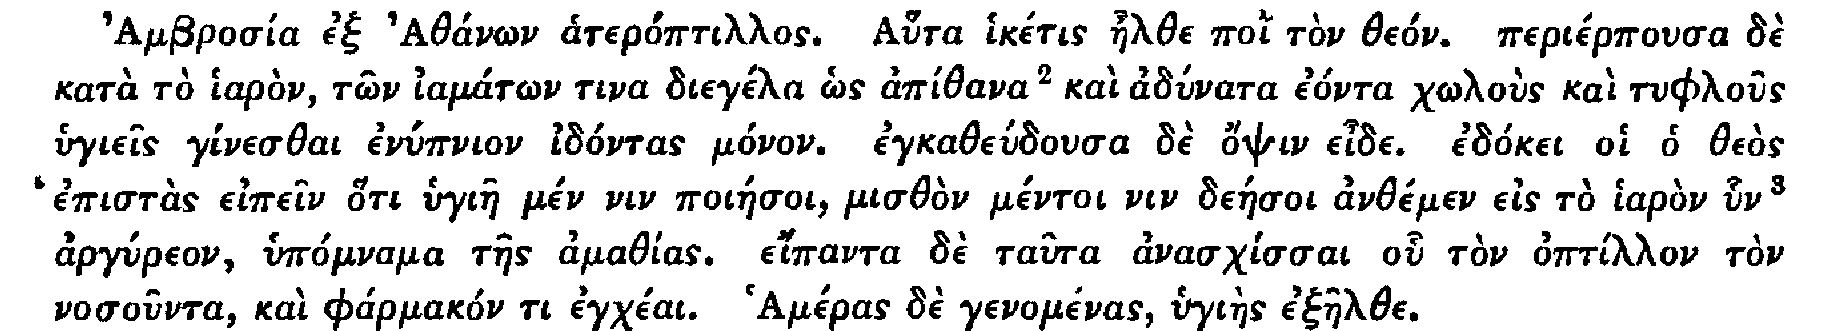 Ἀμβροσία ἐξ Ἀθάνων ἁτερόπτιλλος. Αὕτα ἱκέτις ἦλθε ποῖ τὸν θεόν. περιέρπουσα δὲ
κατὰ τὸ ἱαρὸν, τῶν ἰαμάτων τινα διεγέλα ὡς ἀπίθανα² καὶ ἀδύνατα ἐόντα χωλοὺς καὶ τυφλοῦς
ὑγιεῖς γίνεσθαι ἐνύπνιον ἰδόντας μόνον. ἐγκαθεύδουσα δὲ ὄψιν εἶδε. ἐδόκει οἱ ὁ θεὸς
ἐπιστὰς εἰπεῖν ὅτι ὑγιῆ μέν νιν ποιήσοι, μισθὸν μέντοι νιν δεήσοι ἀνθέμεν εἰς τὸ ἱαρὸν ὗν³
ἀργύρεον, ὑπόμναμα τῆς ἀμαθίας. εἴπαντα δὲ ταῦτα ἀνασχίσσαι οὗ τὸν ὀπτίλλον τὸν
νοσοῦντα, καὶ φάρμακόν τι ἐγχέαι. Ἁμέρας δὲ γενομένας, ὑγιὴς ἐξῆλθε.